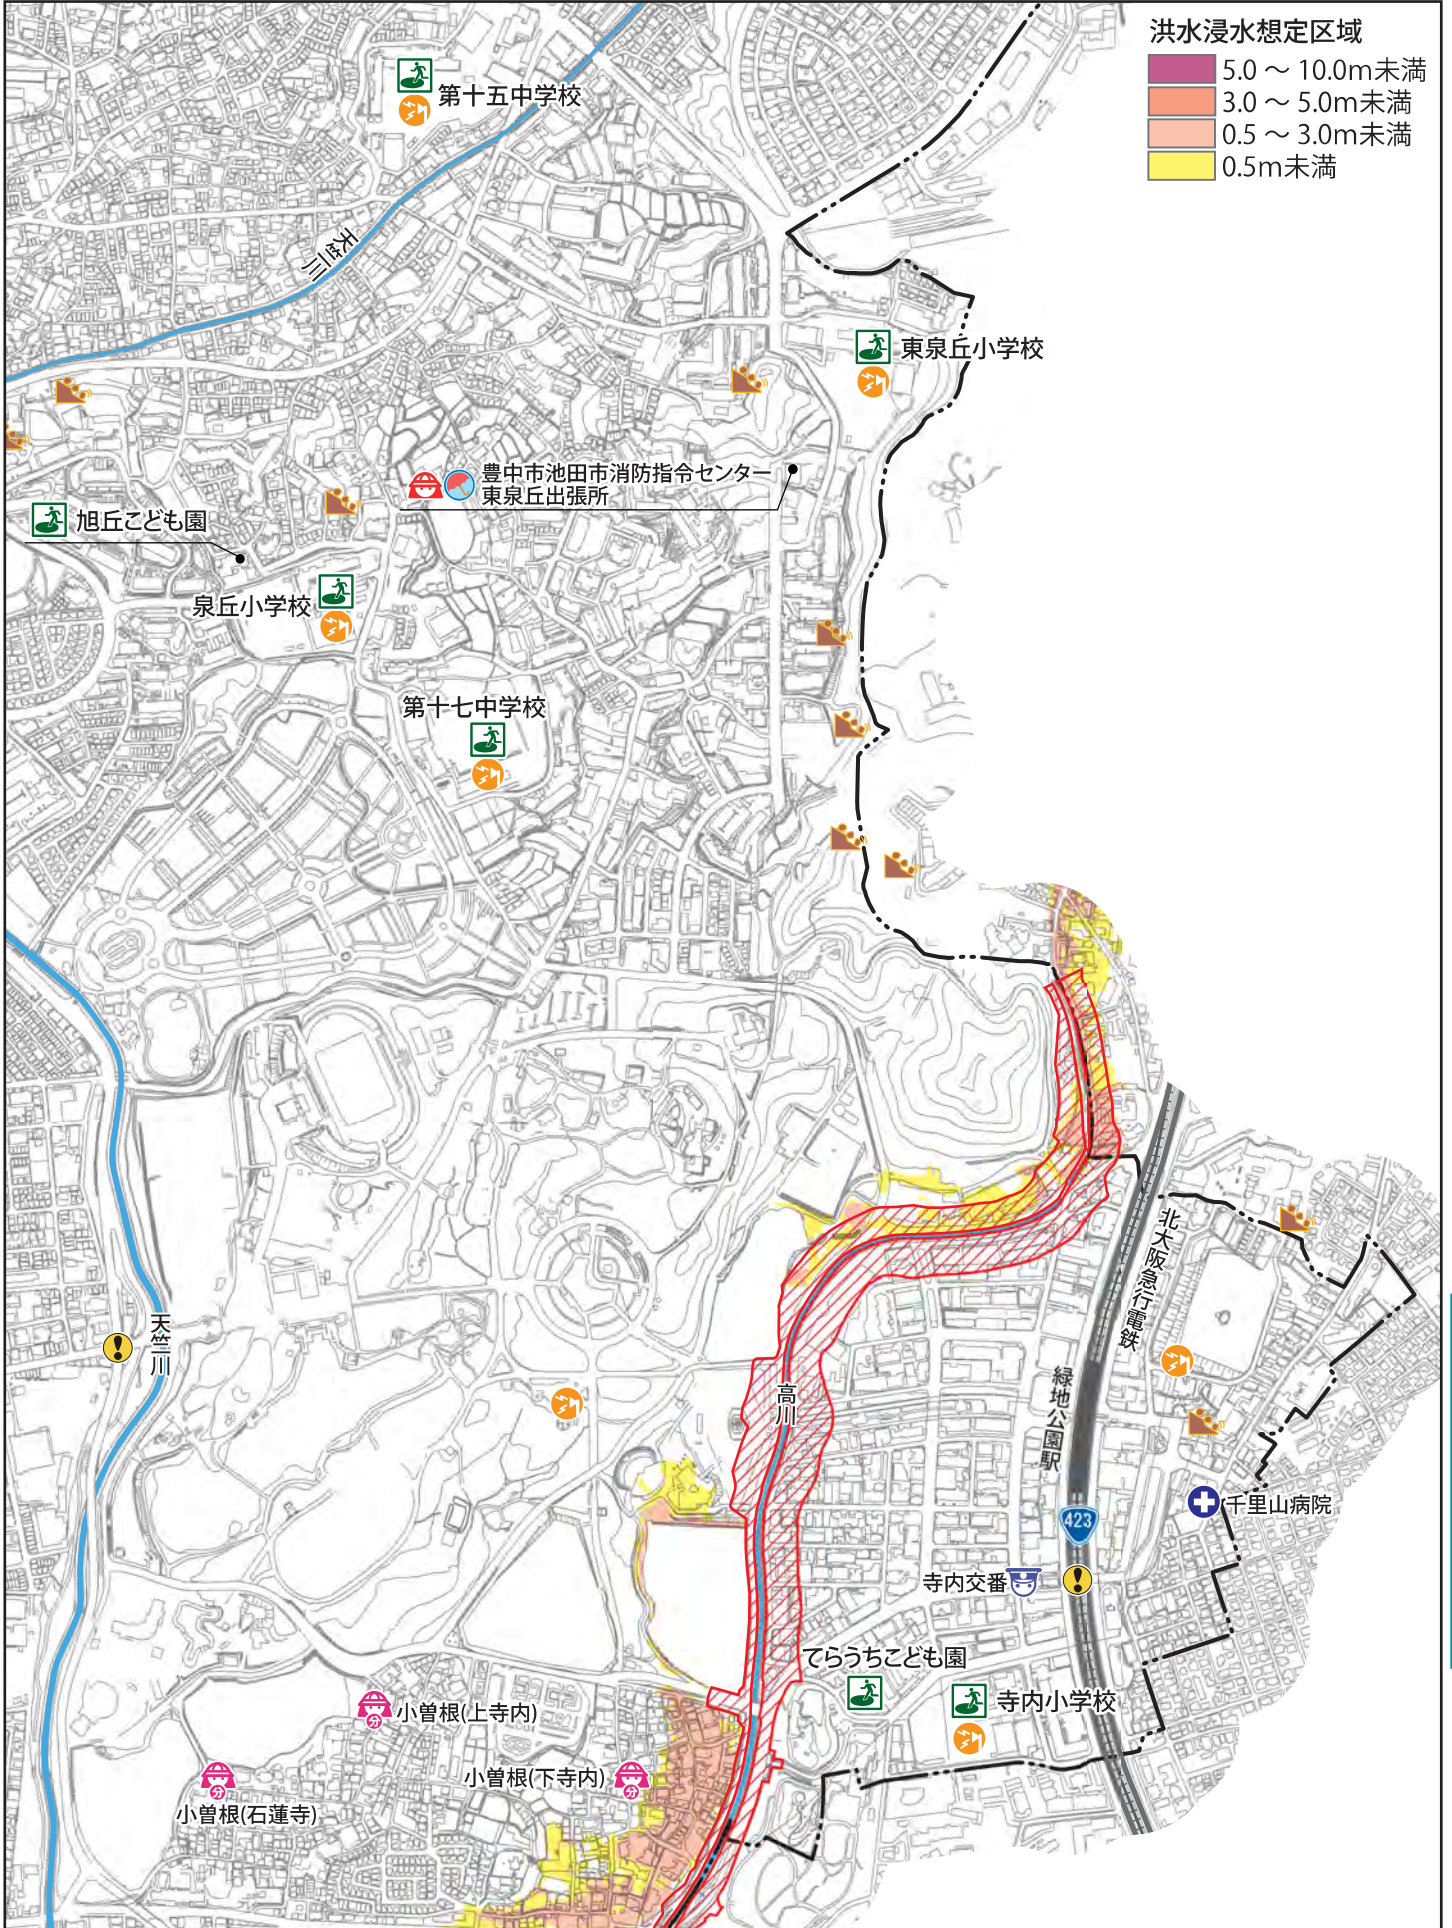 洪水浸水想定区域
5.0 ～ 10.0m未満
3.0 ～ 5.0m未満
0.5 ～ 3.0m未満
0.5m未満
第十五中学校
天竺川
東泉丘小学校
豊中市池田市消防指令センター
東泉丘出張所
旭丘こども園
泉丘小学校
第十七中学校
北大阪急行電鉄
天竺川
緑地公園駅
高川
千里山病院
423
寺内交番
てらうちこども園
寺内小学校
分
小曽根(上寺内)
小曽根(下寺内)
分
分
小曽根(石蓮寺)